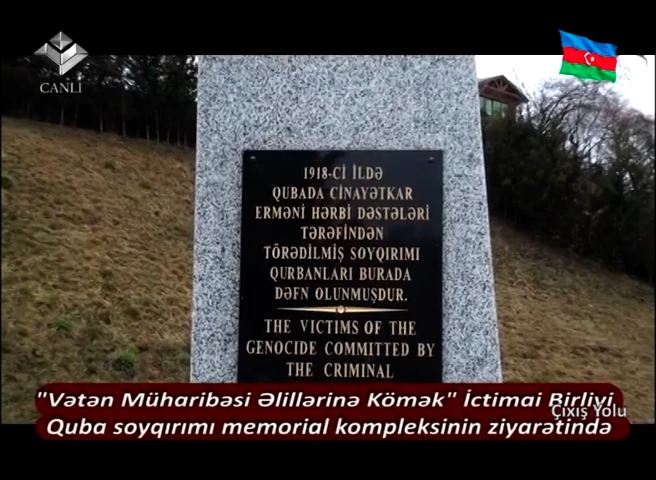 CANLI
1918-Cİ İLDƏ
QUBADA CİNAYƏTKAR
ERMƏNİ HƏRBİ DƏSTƏLƏRİ
TƏRƏFİNDƏN
TÖRƏDİLMİŞ SOYQIRIMI
QURBANLARI BURADA
DƏFN OLUNMUŞDUR.
THE VICTIMS OF THE
GENOCIDE COMMITTED BY
THE CRIMINAL
"Vətən Müharibəsi Əlillərinə Kömək" İctimai Birliyi
Çıxış Yolu
Quba soyqırımı memorial kompleksinin ziyarətində